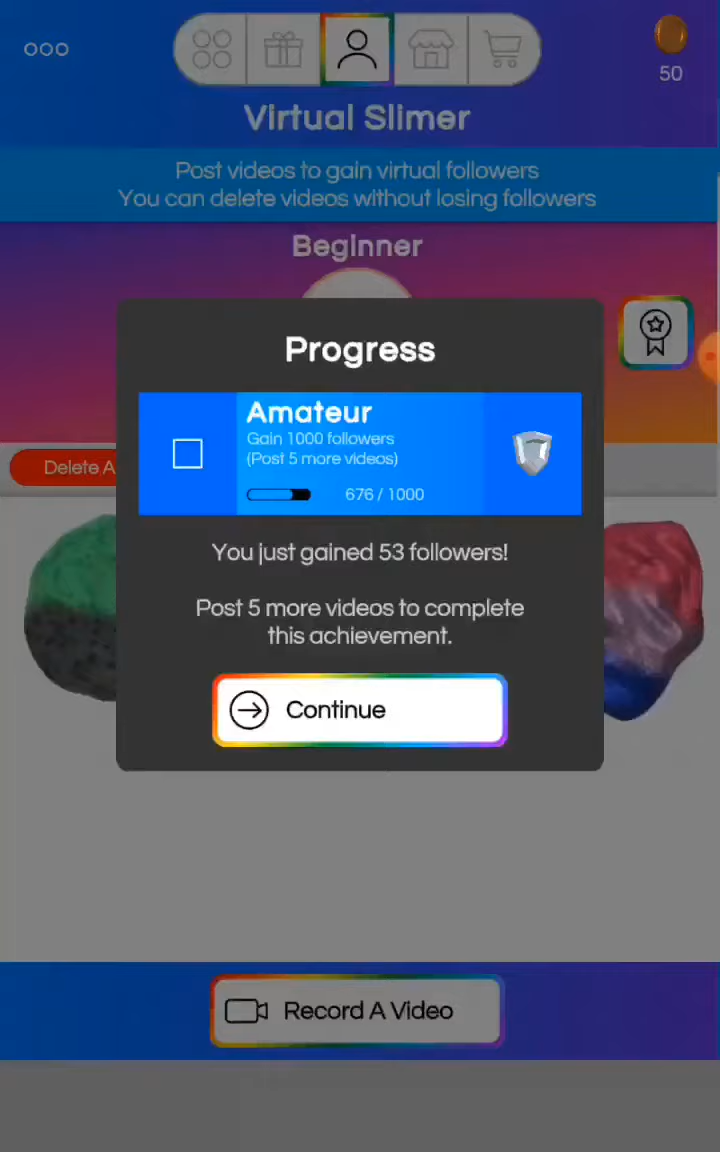 50
Virtual Slimer
Post videos to gain virtual followers
You can delete videos without losing followers
Beginner
Progress
Amateur
Gain 1000 followers
(Post 5 more videos)
676 / 1000
Delete A
You just gained 53 followers!
Post 5 more videos to complete
this achievement.
Continue
Record A Video